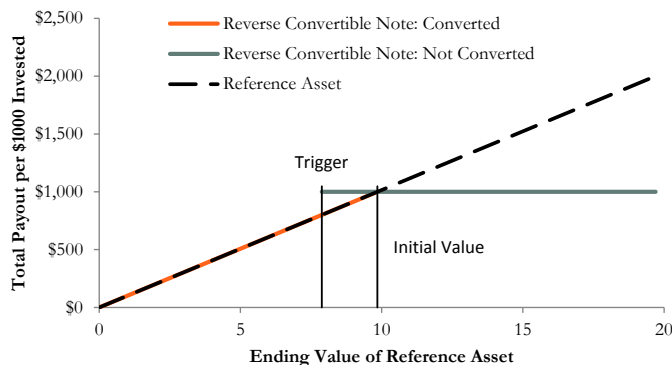 $2,500
Reverse Convertible Note: Converted
Reverse Convertible Note: Not Converted
Reference Asset
$2,000
$1,500
Trigger
$1,000
Initial Value
$500
$0
0 5 10 15 20
Total Payout per $1000 Invested
Ending Value of Reference Asset